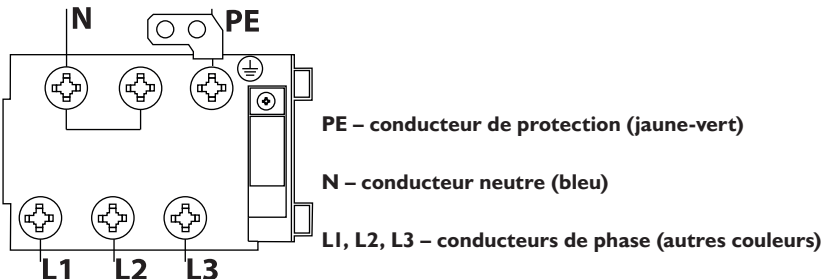 N PE
PE – conducteur de protection (jaune-vert)
N – conducteur neutre (bleu)
L1, L2, L3 – conducteurs de phase (autres couleurs)
L1 L2 L3